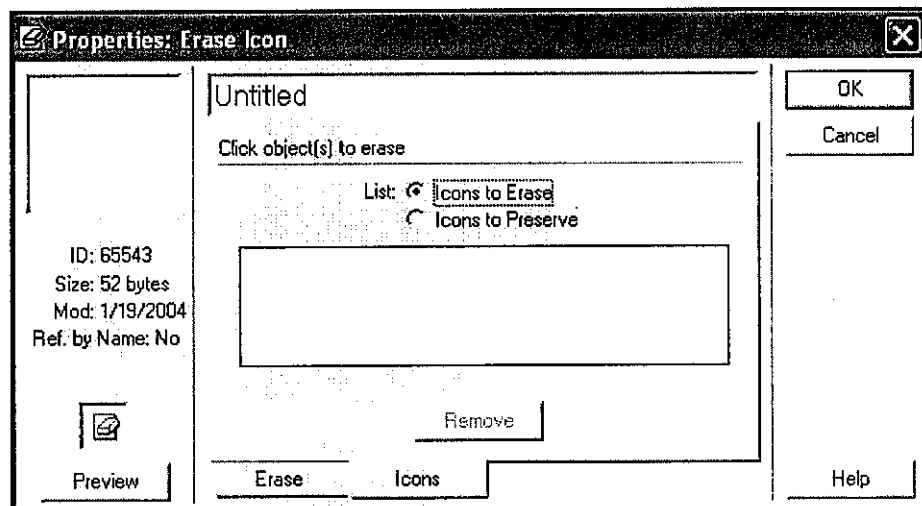 Properties: Erase Icon
Untitled
OK
Cancel
Click object(s) to erase
List: Icons to Erase
Icons to Preserve
ID: 65543
Size: 52 bytes
Mod: 1/19/2004
Ref. by Name: No
Remove
Preview
Erase
Icons
Help